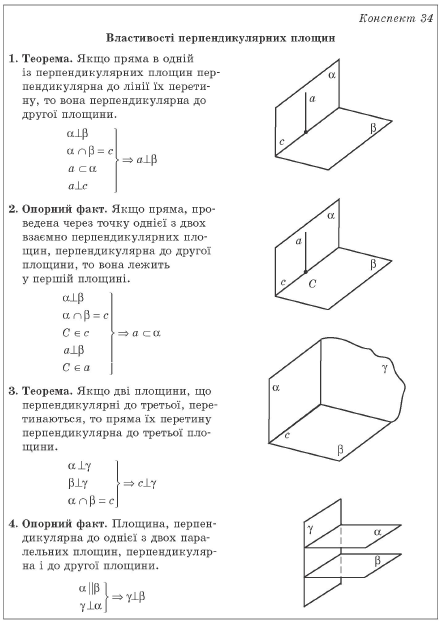 Конспект 34
Властивості перпендикулярних площин
1. Теорема. Якщо пряма в одній
із перпендикулярних площин пер-
пендикулярна до лінії їх перети-
ну, то вона перпендикулярна до
другої площини.
α⊥β
α ∩ β = c
a ⊂ α
a⊥c
⇒ a⊥β
α
a
β
c
2. Опорний факт. Якщо пряма, про-
ведена через точку однієї з двох
взаємно перпендикулярних пло-
щин, перпендикулярна до другої
площини, то вона лежить
у першій площині.
α⊥β
α ∩ β = c
C ∈ c
a⊥β
C ∈ a
⇒ a ⊂ α
α
a
β
c
C
3. Теорема. Якщо дві площини, що
перпендикулярні до третьої, пере-
тинаються, то пряма їх перетину
перпендикулярна до третьої пло-
щини.
α⊥γ
β⊥γ
α ∩ β = c
⇒ c⊥γ
γ
α
c
β
4. Опорний факт. Площина, перпен-
дикулярна до однієї з двох пара-
лельних площин, перпендикуляр-
на і до другої площини.
α ∥ β
γ⊥α
⇒ γ⊥β
γ
α
β